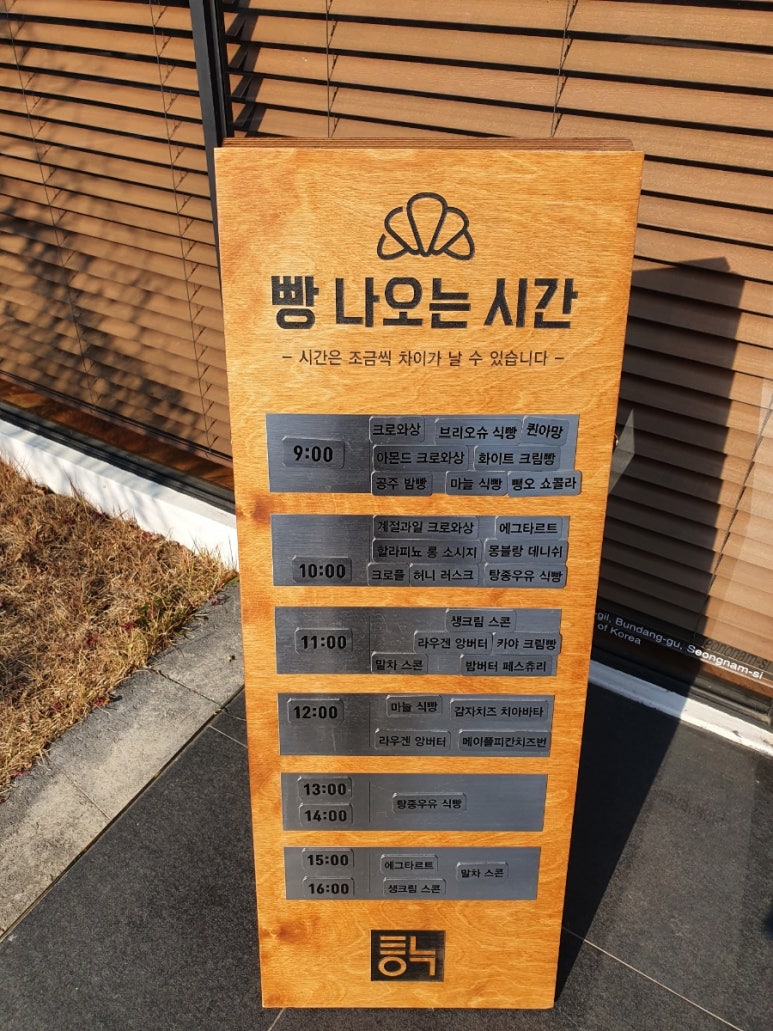 빵 나오는 시간
- 시간은 조금씩 차이가 날 수 있습니다 -
크로와상 브리오슈 식빵 퀸아망
9:00 아몬드 크로와상 화이트 크림빵
공주 밤빵 마늘 식빵 뺑오 쇼콜라
계절과일 크로와상 에그타르트
할라피뇨 롱 소시지 몽블랑 데니쉬
10:00 크로플 허니 러스크 탕종우유 식빵
생크림 스콘
11:00 라우겐 앙버터 카야 크림빵
말차 스콘 밤버터 페스츄리
12:00 마늘 식빵 감자치즈 치아바타
라우겐 앙버터 메이플피칸치즈번
13:00
14:00 탕종우유 식빵
15:00 에그타르트 말차 스콘
16:00 생크림 스콘
gil, Bundang-gu, Seongnam-si
of Korea